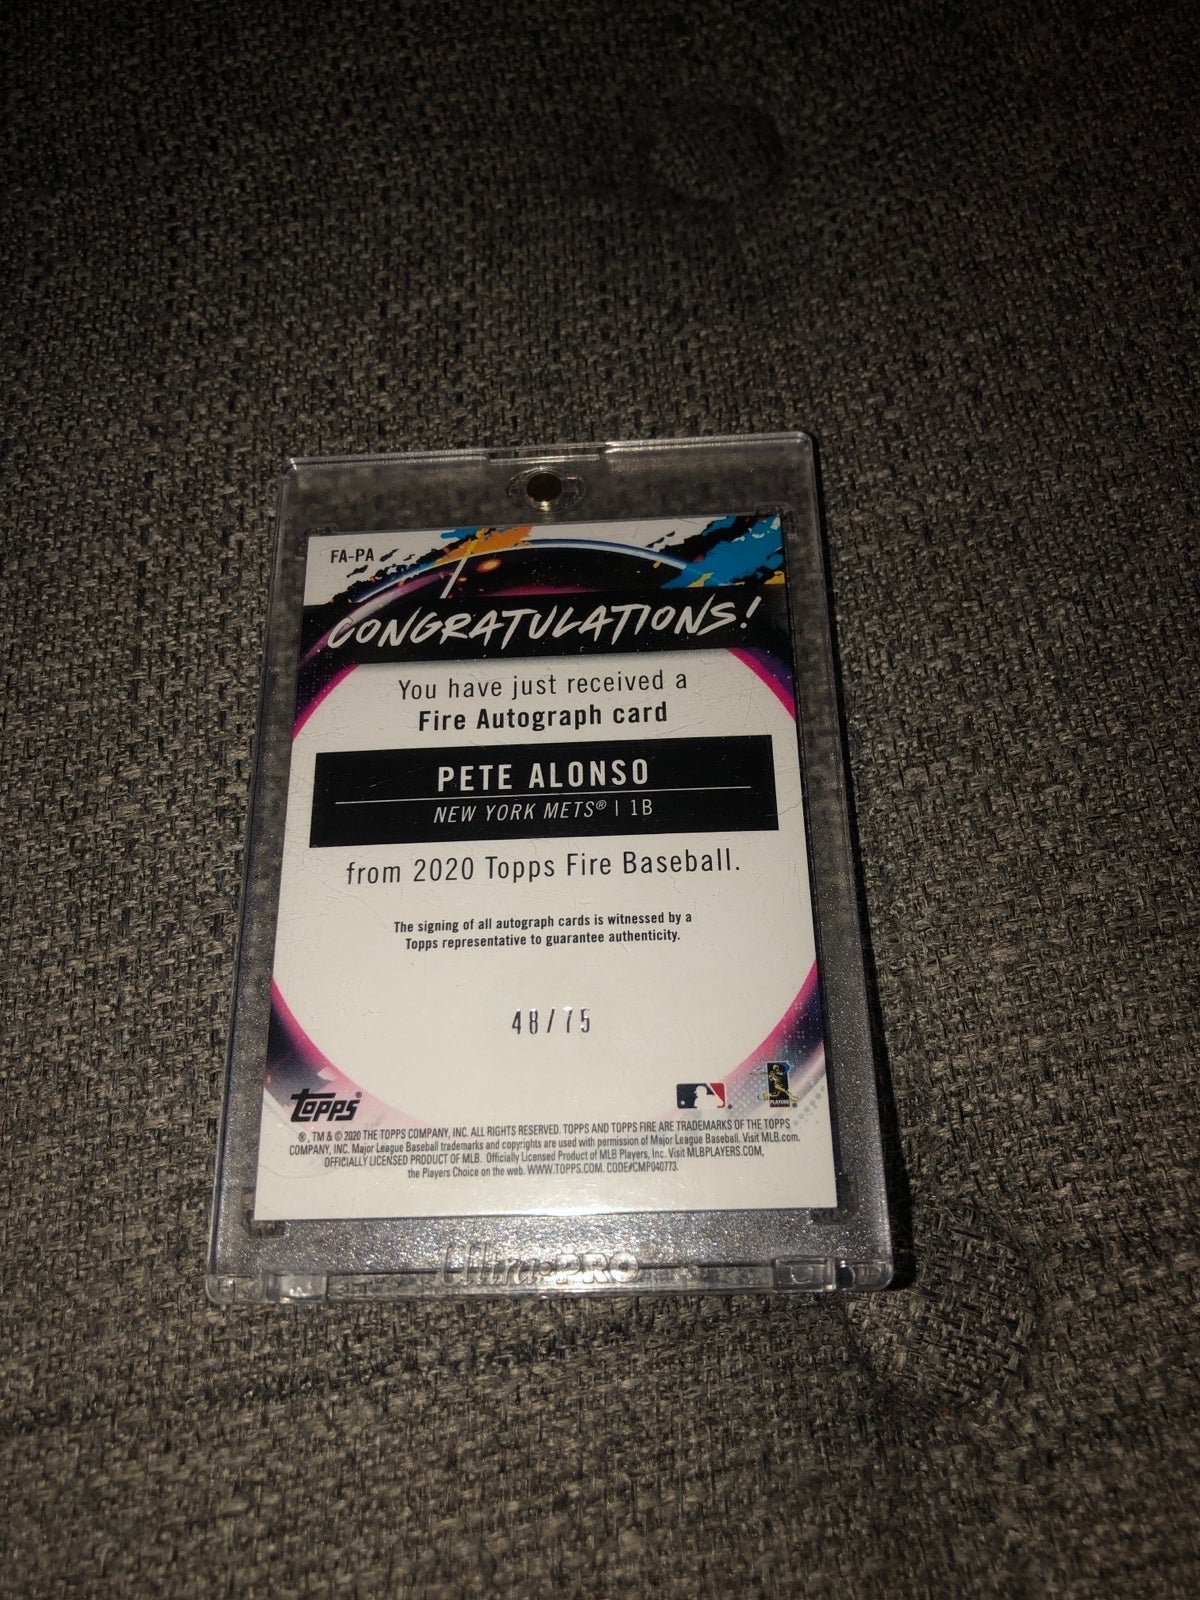 FA-PA
CONGRATULATIONS!
You have just received a
Fire Autograph card
PETE ALONSO
NEW YORK METS® | 1B
from 2020 Topps Fire Baseball.
The signing of all autograph cards is witnessed by a
Topps representative to guarantee authenticity.
48/75
TOPPS®
PLAYERS
®, TM & © 2020 THE TOPPS COMPANY, INC. ALL RIGHTS RESERVED. TOPPS AND TOPPS FIRE ARE TRADEMARKS OF THE TOPPS
COMPANY, INC. Major League Baseball trademarks and copyrights are used with permission of Major League Baseball. Visit MLB.com.
OFFICIALLY LICENSED PRODUCT OF MLB. Officially Licensed Product of MLB Players, Inc. Visit MLBPLAYERS.COM,
the Players Choice on the web. WWW.TOPPS.COM. CODE#CMP040773.
Ultra·PRO